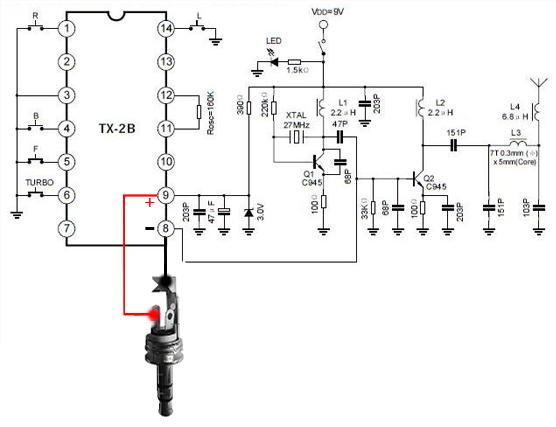 VDD=9V
R
L
LED
1.5kΩ
1
14
2
13
3
12
4
11
5
10
6
9
7
8
TX-2B
B
F
TURBO
Rosc=160K
390Ω
220kΩ
XTAL
27MHz
L1
2.2μH
47P
203P
L2
2.2μH
151P
L4
6.8μH
L3
7T 0.3mm (÷)
x 5mm(Core)
Q1
C945
68P
100Ω
Q2
C945
33K
68P
100Ω
203P
151P
103P
+
203P
47μF
3.0V
-